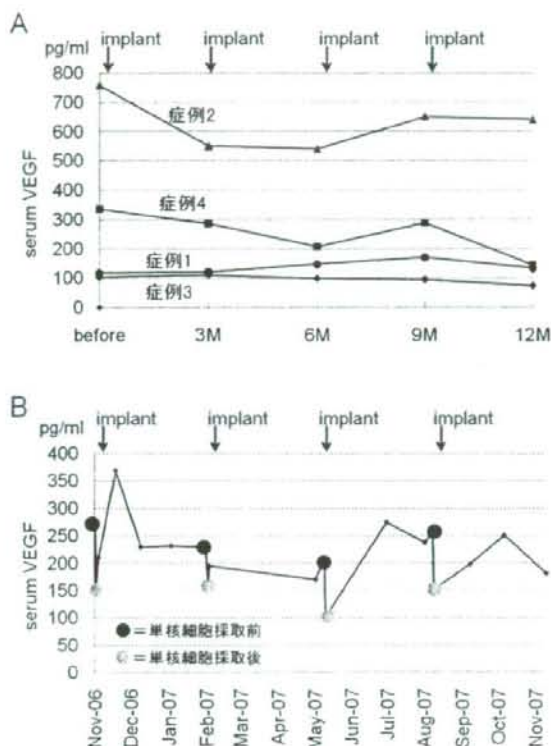 A
implant implant implant implant
pg/ml
800
700
600
500
400
300
200
100
0
serum VEGF
症例2
症例4
症例1
症例3
before 3M 6M 9M 12M
B
implant implant implant implant
pg/ml
400
350
300
250
200
150
100
50
0
serum VEGF
●=単核細胞採取前
●=単核細胞採取後
Nov-06 Dec-06 Jan-07 Feb-07 Mar-07 Apr-07 May-07 Jun-07 Jul-07 Aug-07 Sep-07 Oct-07 Nov-07